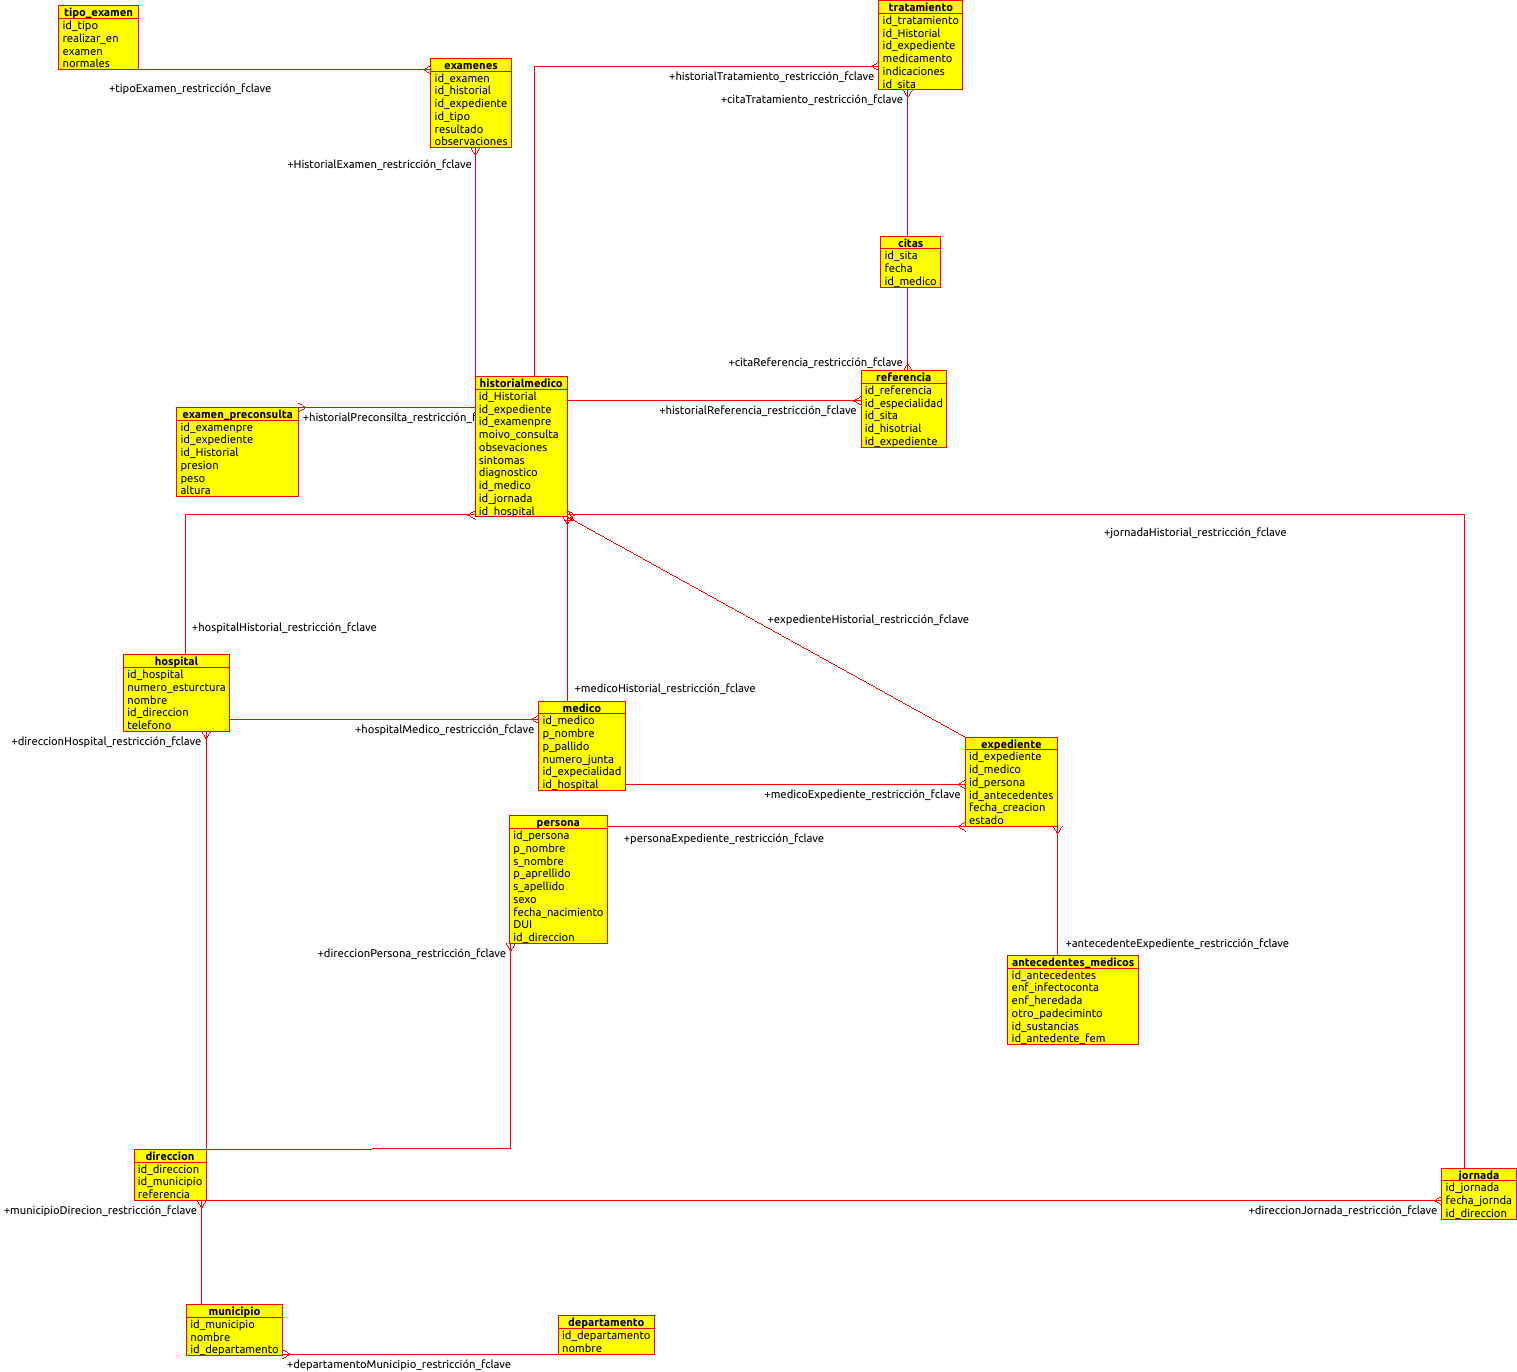 tipo_examen
id_tipo
realizar_en
examen
normales
+tipoExamen_restricción_fclave
examenes
id_examen
id_historial
id_expediente
id_tipo
resultado
observaciones
+HistorialExamen_restricción_fclave
tratamiento
id_tratamiento
id_Historial
id_expediente
medicamento
indicaciones
id_sita
+historialTratamiento_restricción_fclave
+citaTratamiento_restricción_fclave
citas
id_sita
fecha
id_medico
+citaReferencia_restricción_fclave
referencia
id_referencia
id_especialidad
id_sita
id_hisotrial
id_expediente
+historialReferencia_restricción_fclave
historialmedico
id_Historial
id_expediente
id_examenpre
moivo_consulta
obsevaciones
sintomas
diagnostico
id_medico
id_jornada
id_hospital
examen_preconsulta
id_examenpre
id_expediente
id_Historial
presion
peso
altura
+historialPreconsilta_restricción_f
+jornadaHistorial_restricción_fclave
+hospitalHistorial_restricción_fclave
+expedienteHistorial_restricción_fclave
hospital
id_hospital
numero_esturctura
nombre
id_direccion
telefono
+direccionHospital_restricción_fclave
+medicoHistorial_restricción_fclave
+hospitalMedico_restricción_fclave
medico
id_medico
p_nombre
p_pallido
numero_junta
id_expecialidad
id_hospital
+medicoExpediente_restricción_fclave
expediente
id_expediente
id_medico
id_persona
id_antecedentes
fecha_creacion
estado
persona
id_persona
p_nombre
s_nombre
p_aprellido
s_apellido
sexo
fecha_nacimiento
DUI
id_direccion
+personaExpediente_restricción_fclave
+direccionPersona_restricción_fclave
+antecedenteExpediente_restricción_fclave
antecedentes_medicos
id_antecedentes
enf_infectoconta
enf_heredada
otro_padeciminto
id_sustancias
id_antedente_fem
direccion
id_direccion
id_municipio
referencia
+municipioDirecion_restricción_fclave
+direccionJornada_restricción_fclave
jornada
id_jornada
fecha_jornda
id_direccion
municipio
id_municipio
nombre
id_departamento
+departamentoMunicipio_restricción_fclave
departamento
id_departamento
nombre